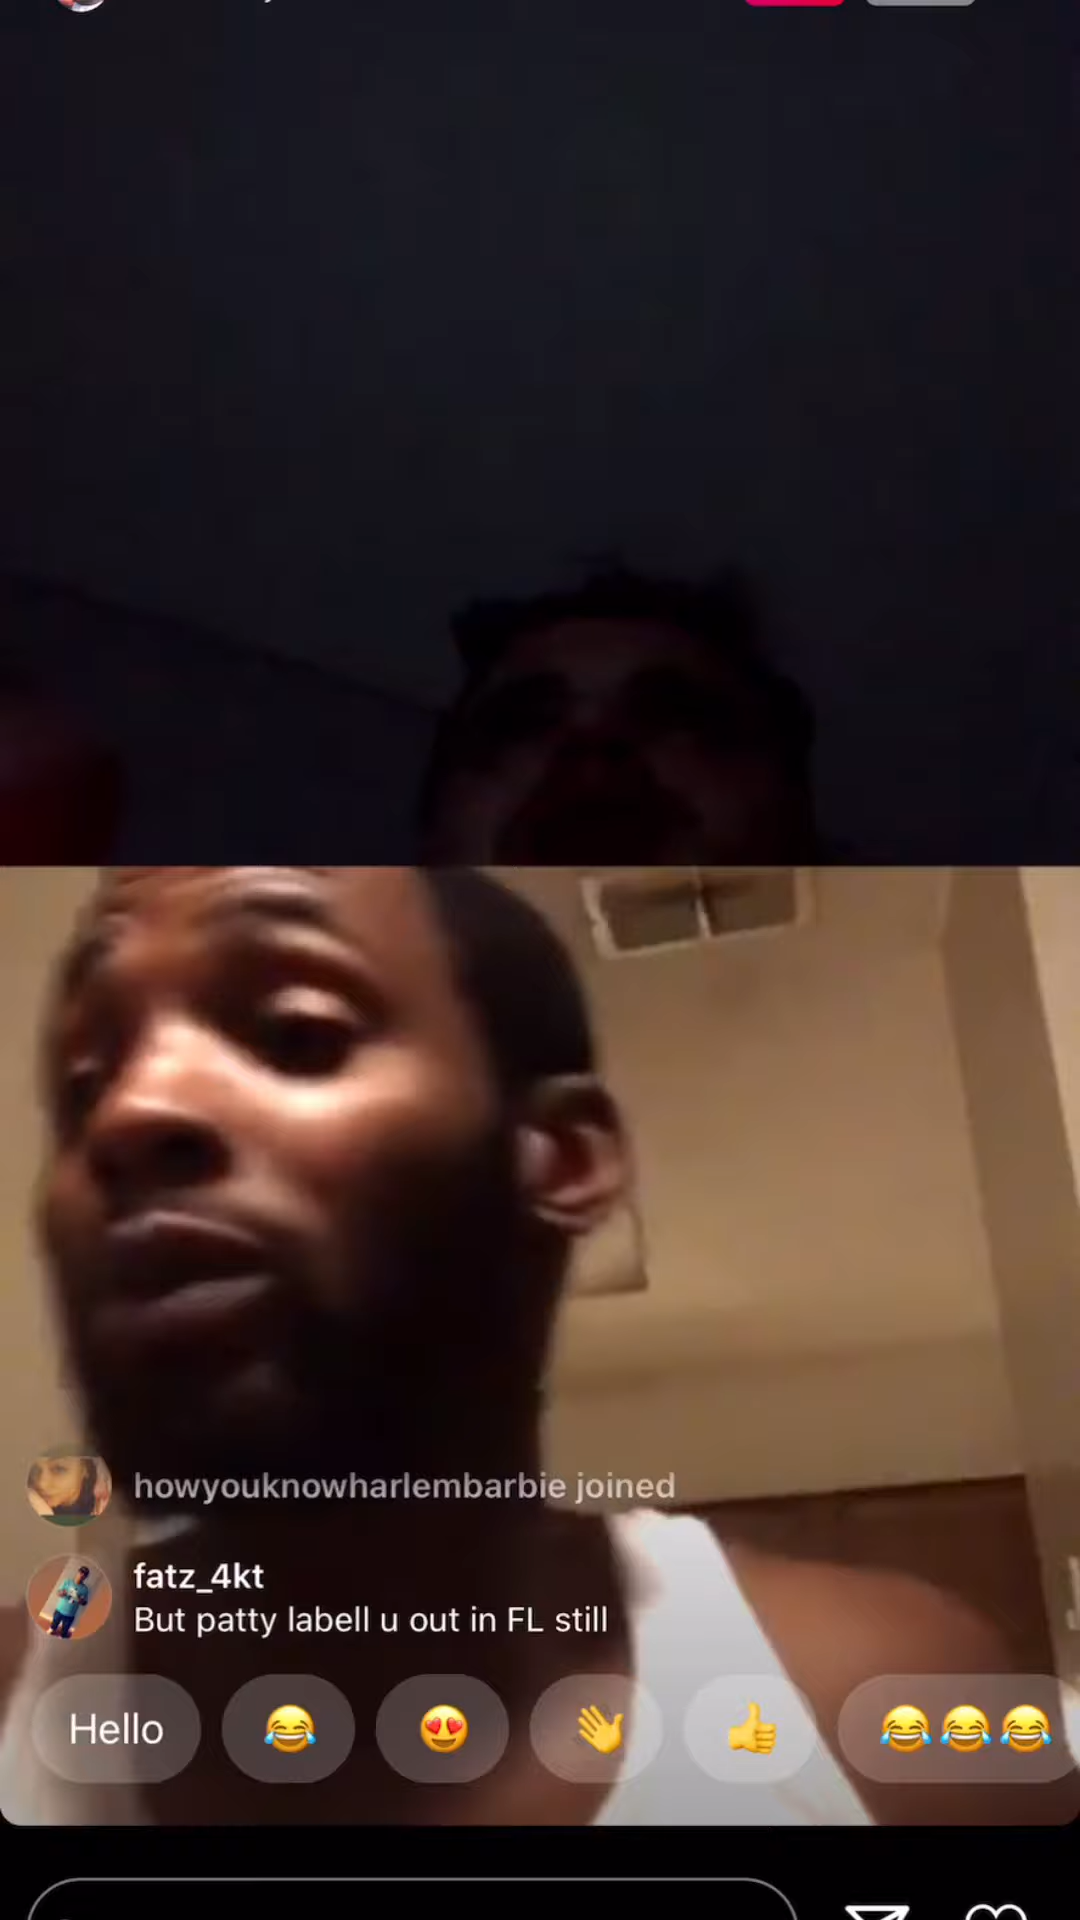 howyouknowharlembarbie joined
fatz_4kt
But patty labell u out in FL still
Hello